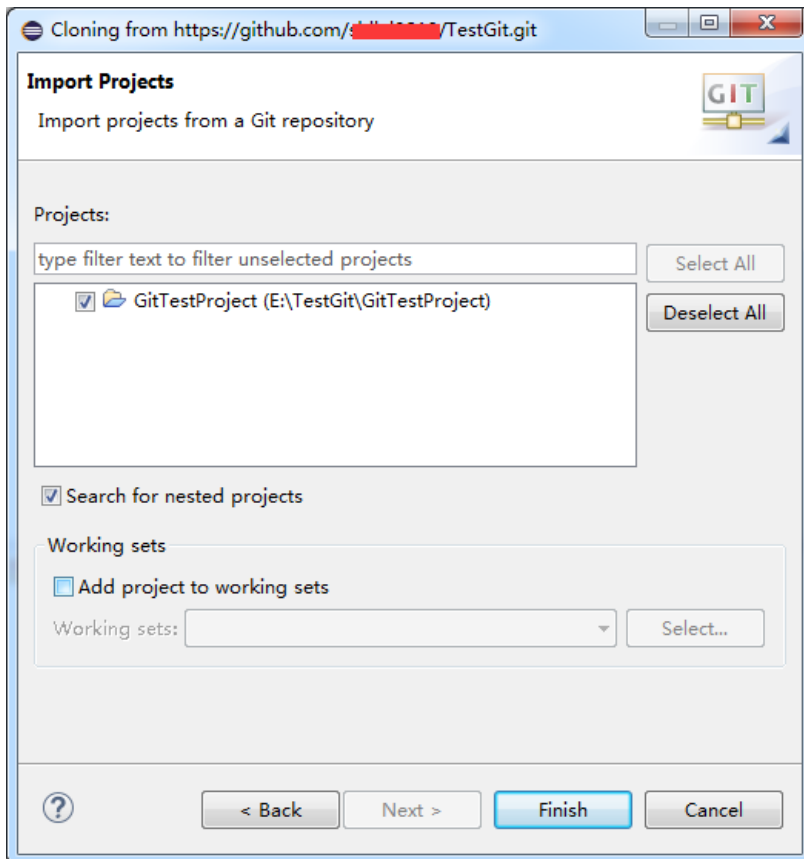 Cloning from https://github.com/s /TestGit.git
Import Projects
Import projects from a Git repository
GIT
Projects:
type filter text to filter unselected projects
Select All
GitTestProject (E:\TestGit\GitTestProject)
Deselect All
Search for nested projects
Working sets
Add project to working sets
Working sets:
Select...
?
< Back
Next >
Finish
Cancel